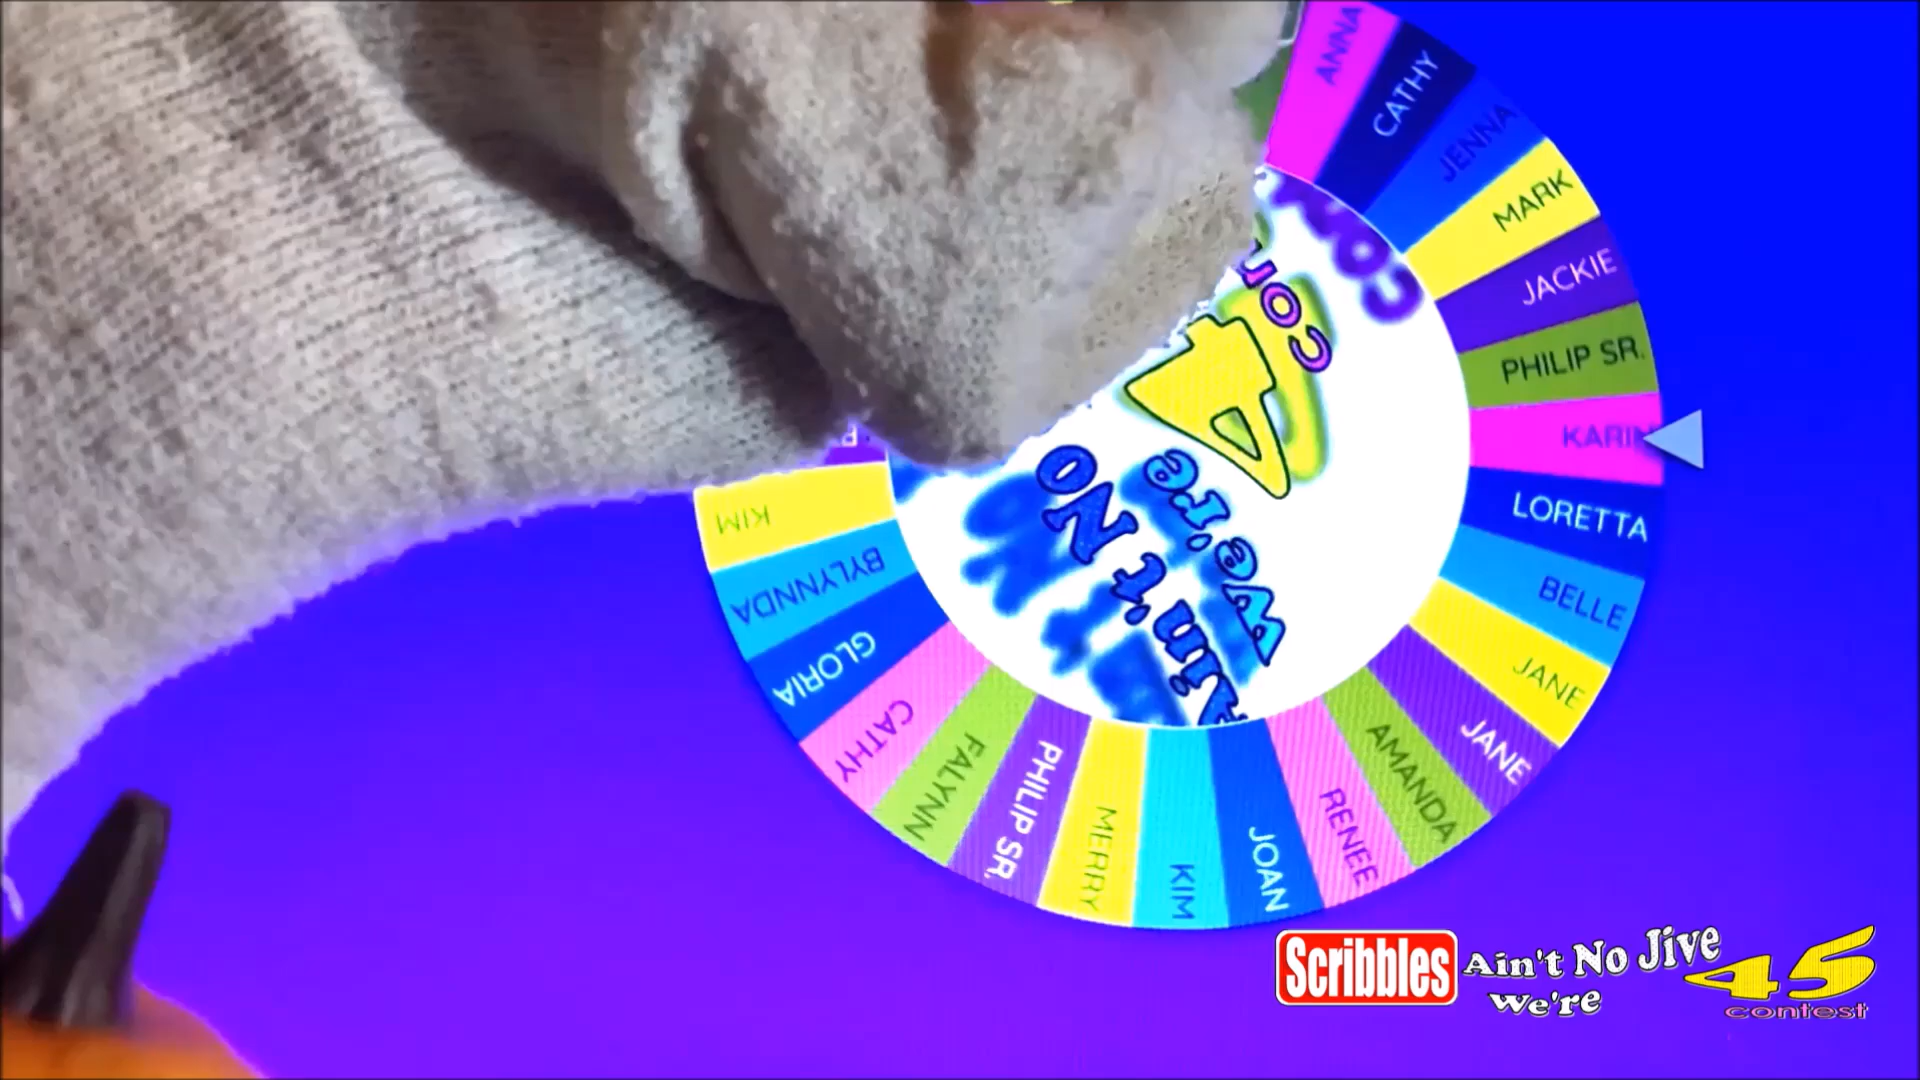 ANNA
CATHY
JENNA
MARK
JACKIE
PHILIP SR.
KARIN
LORETTA
BELLE
JANE
JANE
AMANDA
RENEE
JOAN
KIM
MERRY
PHILIP SR.
FALYNN
CATHY
GLORIA
BYLYNNDA
KIM
We're
Ain't No
4
Scribbles
Ain't No Jive
We're
45
contest